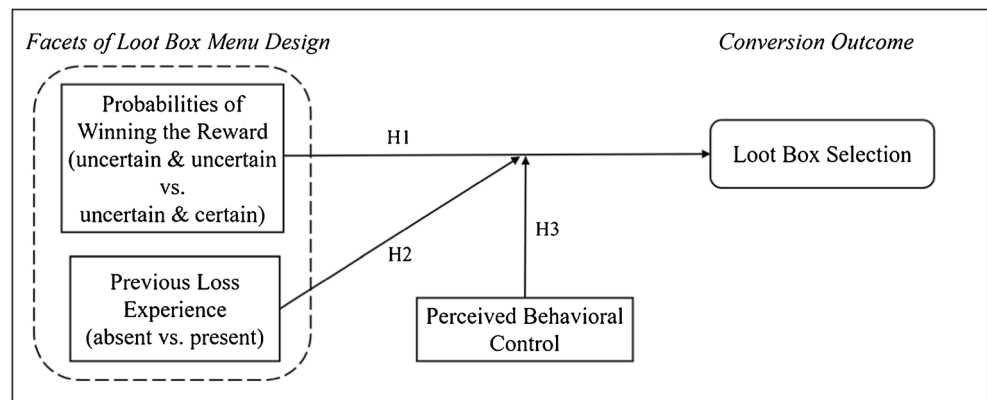 Facets of Loot Box Menu Design
Conversion Outcome
Probabilities of
Winning the Reward
(uncertain & uncertain
vs.
uncertain & certain)
H1
Loot Box Selection
H2
H3
Previous Loss
Experience
(absent vs. present)
Perceived Behavioral
Control